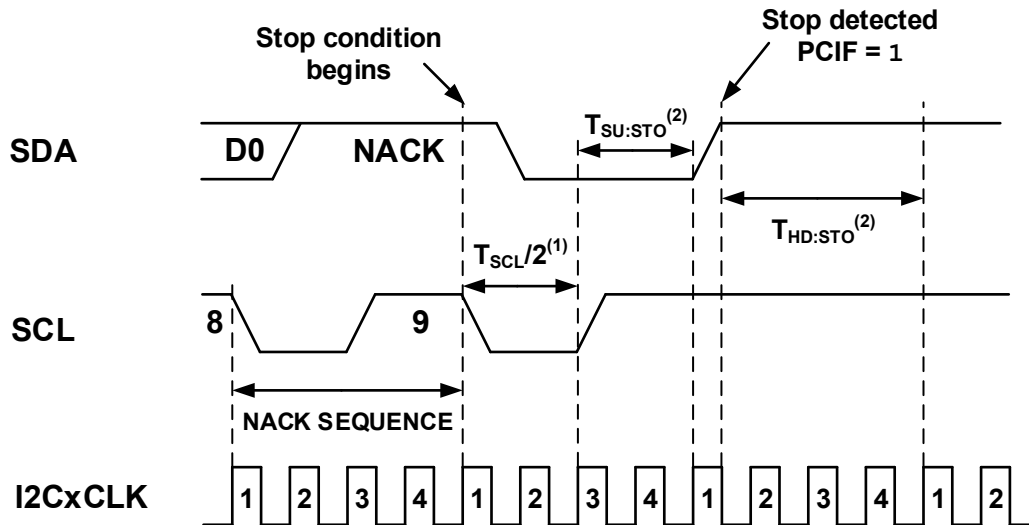 Stop condition
begins
Stop detected
PCIF = 1
SDA
D0
NACK
TSU:STO(2)
THD:STO(2)
TSCL/2(1)
SCL
8
9
NACK SEQUENCE
I2CxCLK
1 2 3 4 1 2 3 4 1 2 3 4 1 2